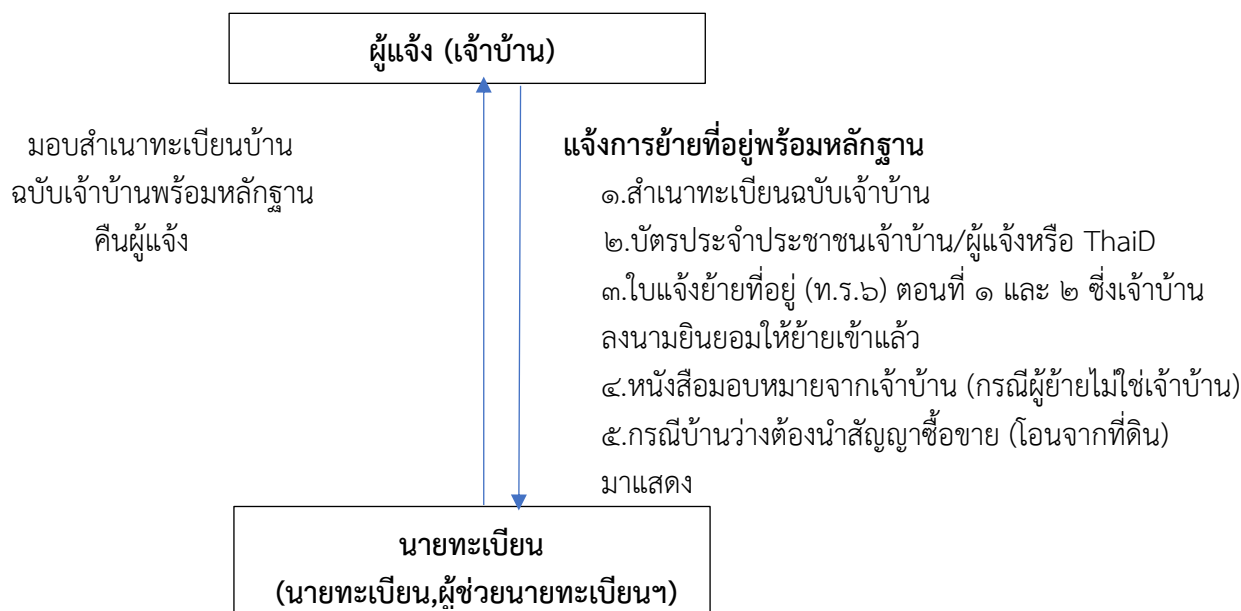 ผู้แจ้ง (เจ้าบ้าน)
มอบสำเนาทะเบียนบ้าน
ฉบับเจ้าบ้านพร้อมหลักฐาน
คืนผู้แจ้ง
แจ้งการย้ายที่อยู่พร้อมหลักฐาน
๑.สำเนาทะเบียนฉบับเจ้าบ้าน
๒.บัตรประจำประชาชนเจ้าบ้าน/ผู้แจ้งหรือ ThaiD
๓.ใบแจ้งย้ายที่อยู่ (ท.ร.๖) ตอนที่ ๑ และ ๒ ซี่งเจ้าบ้าน
ลงนามยินยอมให้ย้ายเข้าแล้ว
๔.หนังสือมอบหมายจากเจ้าบ้าน (กรณีผู้ย้ายไม่ใช่เจ้าบ้าน)
๕.กรณีบ้านว่างต้องนำสัญญาซื้อขาย (โอนจากที่ดิน)
มาแสดง
นายทะเบียน
(นายทะเบียน,ผู้ช่วยนายทะเบียนฯ)